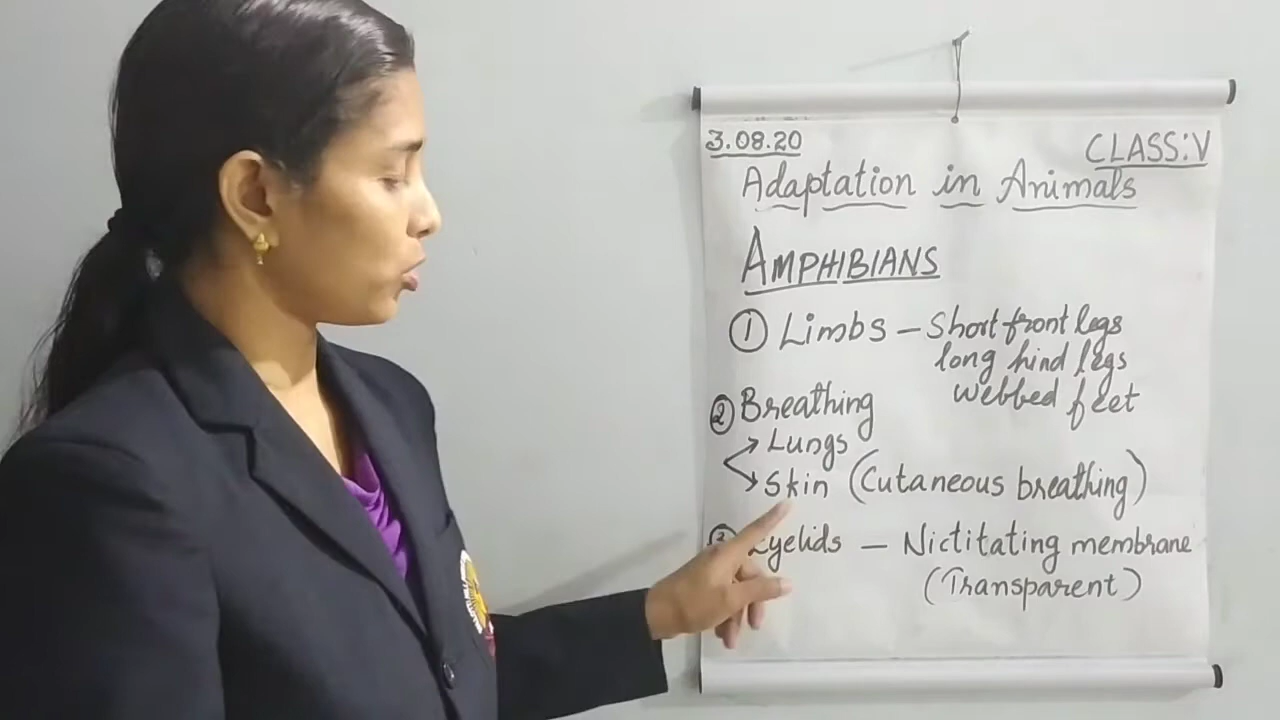 3.08.20
CLASS:V
Adaptation in Animals
AMPHIBIANS
① Limbs – Short front legs
long hind legs
webbed feet
② Breathing
→ Lungs
→ Skin (Cutaneous breathing)
③ Eyelids – Nictitating membrane
(Transparent)